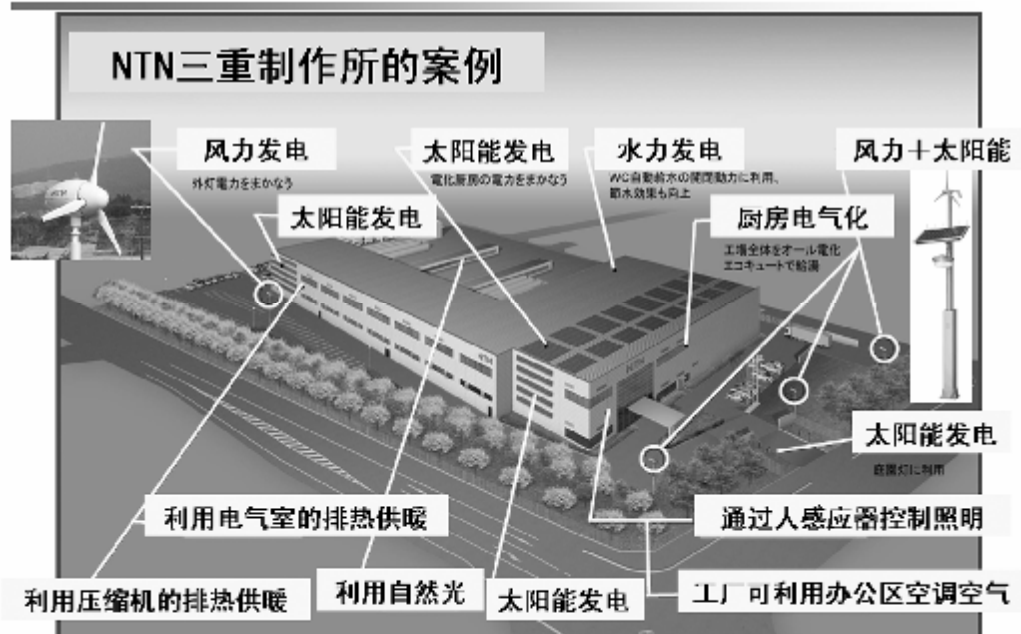 NTN三重制作所的案例
风力发电
外灯電力をまかなう
太阳能发电
電化厨房の電力をまかなう
水力发电
WC自動給水の開閉動力に利用、
節水効果も向上
风力＋太阳能
太阳能发电
厨房电气化
工場全体をオール電化
エコキュートで給湯
NTN
NTN
太阳能发电
庭園灯に利用
利用电气室的排热供暖
通过人感应器控制照明
利用压缩机的排热供暖
利用自然光
太阳能发电
工厂可利用办公区空调空气